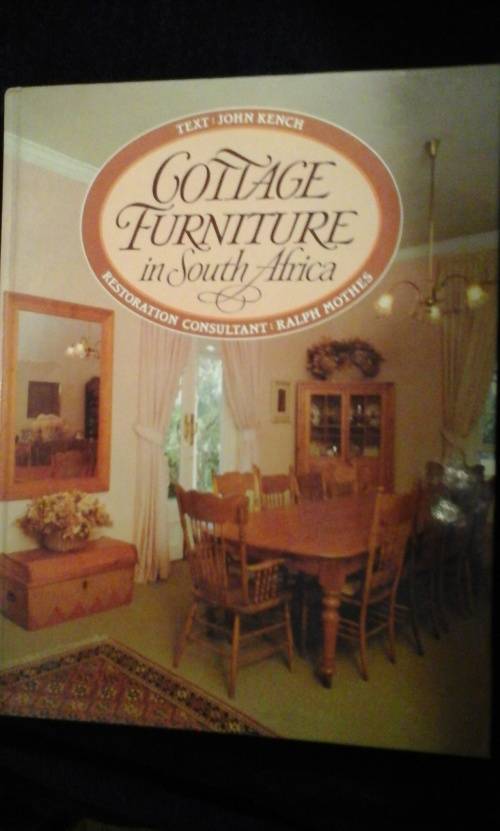 TEXT : JOHN KENCH
COTTAGE
FURNITURE
in South Africa
RESTORATION CONSULTANT : RALPH MOTHES